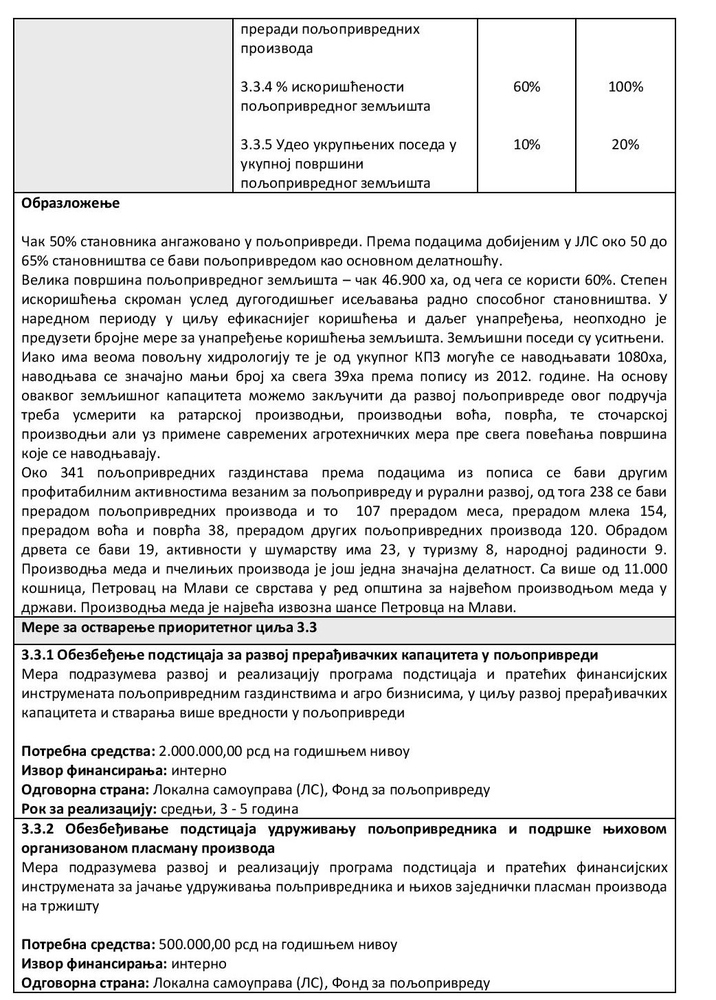 преради пољопривредних
производа
3.3.4 % искоришћености 60% 100%
пољопривредног земљишта
3.3.5 Удео укрупњених поседа у 10% 20%
укупној површини
пољопривредног земљишта
Образложење
Чак 50% становника ангажовано у пољопривреди. Према подацима добијеним у ЈЛС око 50 до
65% становништва се бави пољопривредом као основном делатношћу.
Велика површина пољопривредног земљишта – чак 46.900 ха, од чега се користи 60%. Степен
искоришћења скроман услед дугогодишњег исељавања радно способног становништва. У
наредном периоду у циљу ефикаснијег коришћења и даљег унапређења, неопходно је
предузети бројне мере за унапређење коришћења земљишта. Земљишни поседи су уситњени.
Иако има веома повољну хидрологију те је од укупног КПЗ могуће се наводњавати 1080ха,
наводњава се значајно мањи број ха свега 39ха према попису из 2012. године. На основу
оваквог земљишног капацитета можемо закључити да развој пољопривреде овог подручја
треба усмерити ка ратарској производњи, производњи воћа, поврћа, те сточарској
производњи али уз примене савремених агротехничких мера пре свега повећања површина
које се наводњавају.
Око 341 пољопривредних газдинстава према подацима из пописа се бави другим
профитабилним активностима везаним за пољопривреду и рурални развој, од тога 238 се бави
прерадом пољопривредних производа и то 107 прерадом меса, прерадом млека 154,
прерадом воћа и поврћа 38, прерадом других пољопривредних производа 120. Обрадом
дрвета се бави 19, активности у шумарству има 23, у туризму 8, народној радиности 9.
Производња меда и пчелињих производа је још једна значајна делатност. Са више од 11.000
кошница, Петровац на Млави се сврстава у ред општина за највећом производњом меда у
држави. Производња меда је највећа извозна шансе Петровца на Млави.
Мере за остварење приоритетног циља 3.3
3.3.1 Обезбеђење подстицаја за развој прерађивачких капацитета у пољопривреди
Мера подразумева развој и реализацију програма подстицаја и пратећих финансијских
инструмената пољопривредним газдинствима и агро бизнисима, у циљу развој прерађивачких
капацитета и стварања више вредности у пољопривреди
Потребна средства: 2.000.000,00 рсд на годишњем нивоу
Извор финансирања: интерно
Одговорна страна: Локална самоуправа (ЛС), Фонд за пољопривреду
Рок за реализацију: средњи, 3 - 5 година
3.3.2 Обезбеђивање подстицаја удруживању пољопривредника и подршке њиховом
организованом пласману производа
Мера подразумева развој и реализацију програма подстицаја и пратећих финансијских
инструмената за јачање удруживања пољпривредника и њихов заједнички пласман производа
на тржишту
Потребна средства: 500.000,00 рсд на годишњем нивоу
Извор финансирања: интерно
Одговорна страна: Локална самоуправа (ЛС), Фонд за пољопривреду